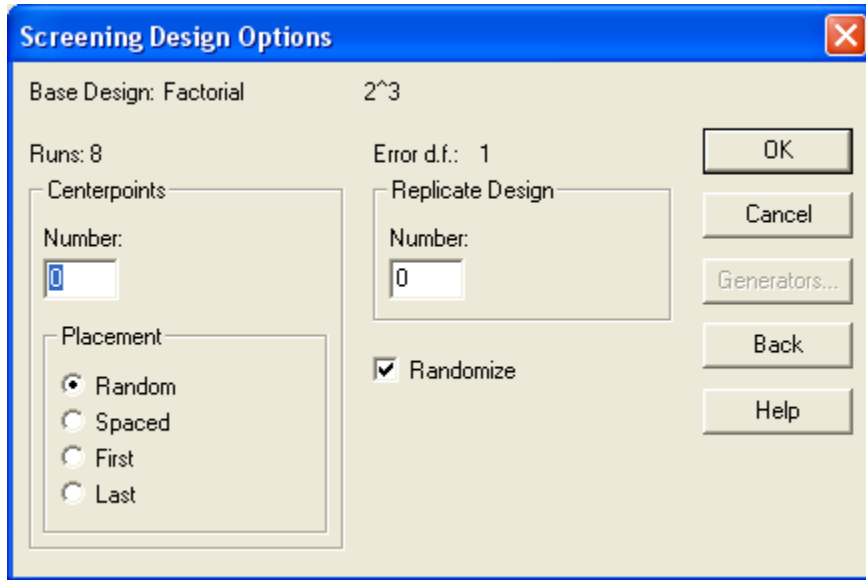 Screening Design Options
Base Design: Factorial 2^3
Runs: 8 Error d.f.: 1
Centerpoints
Number:
0
Placement
Random
Spaced
First
Last
Replicate Design
Number:
0
Randomize
OK
Cancel
Generators...
Back
Help